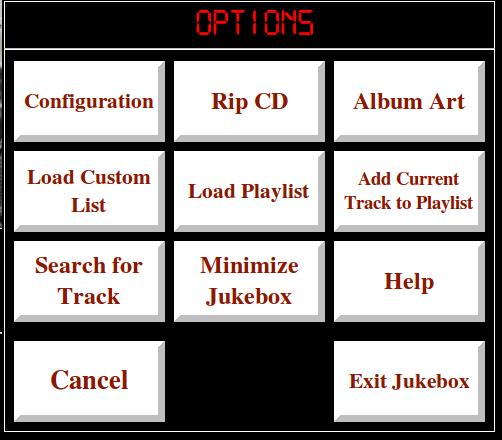 OPTIONS
Configuration
Rip CD
Album Art
Load Custom
List
Load Playlist
Add Current
Track to Playlist
Search for
Track
Minimize
Jukebox
Help
Cancel
Exit Jukebox